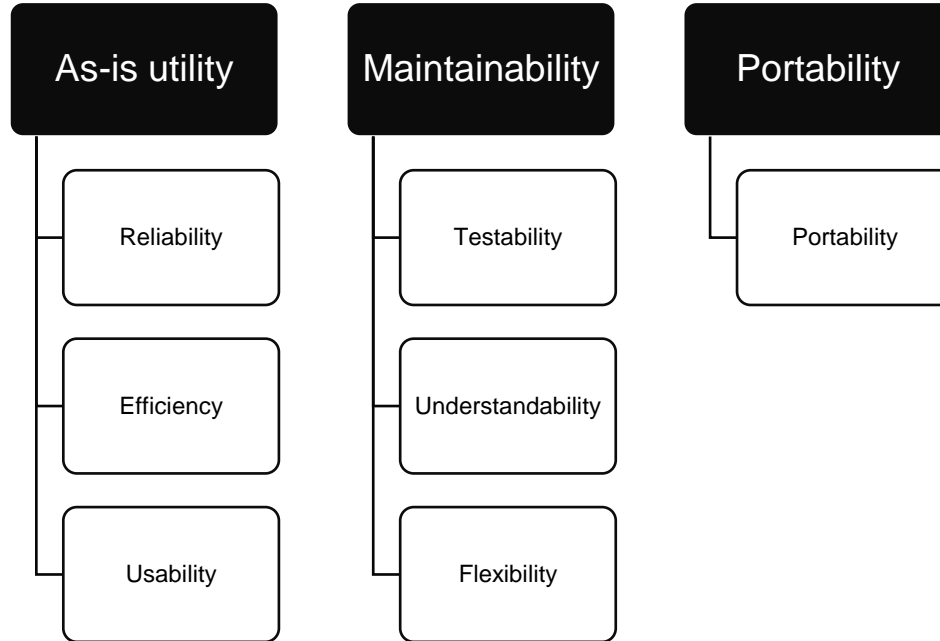 As-is utility
Reliability
Efficiency
Usability
Maintainability
Testability
Understandability
Flexibility
Portability
Portability